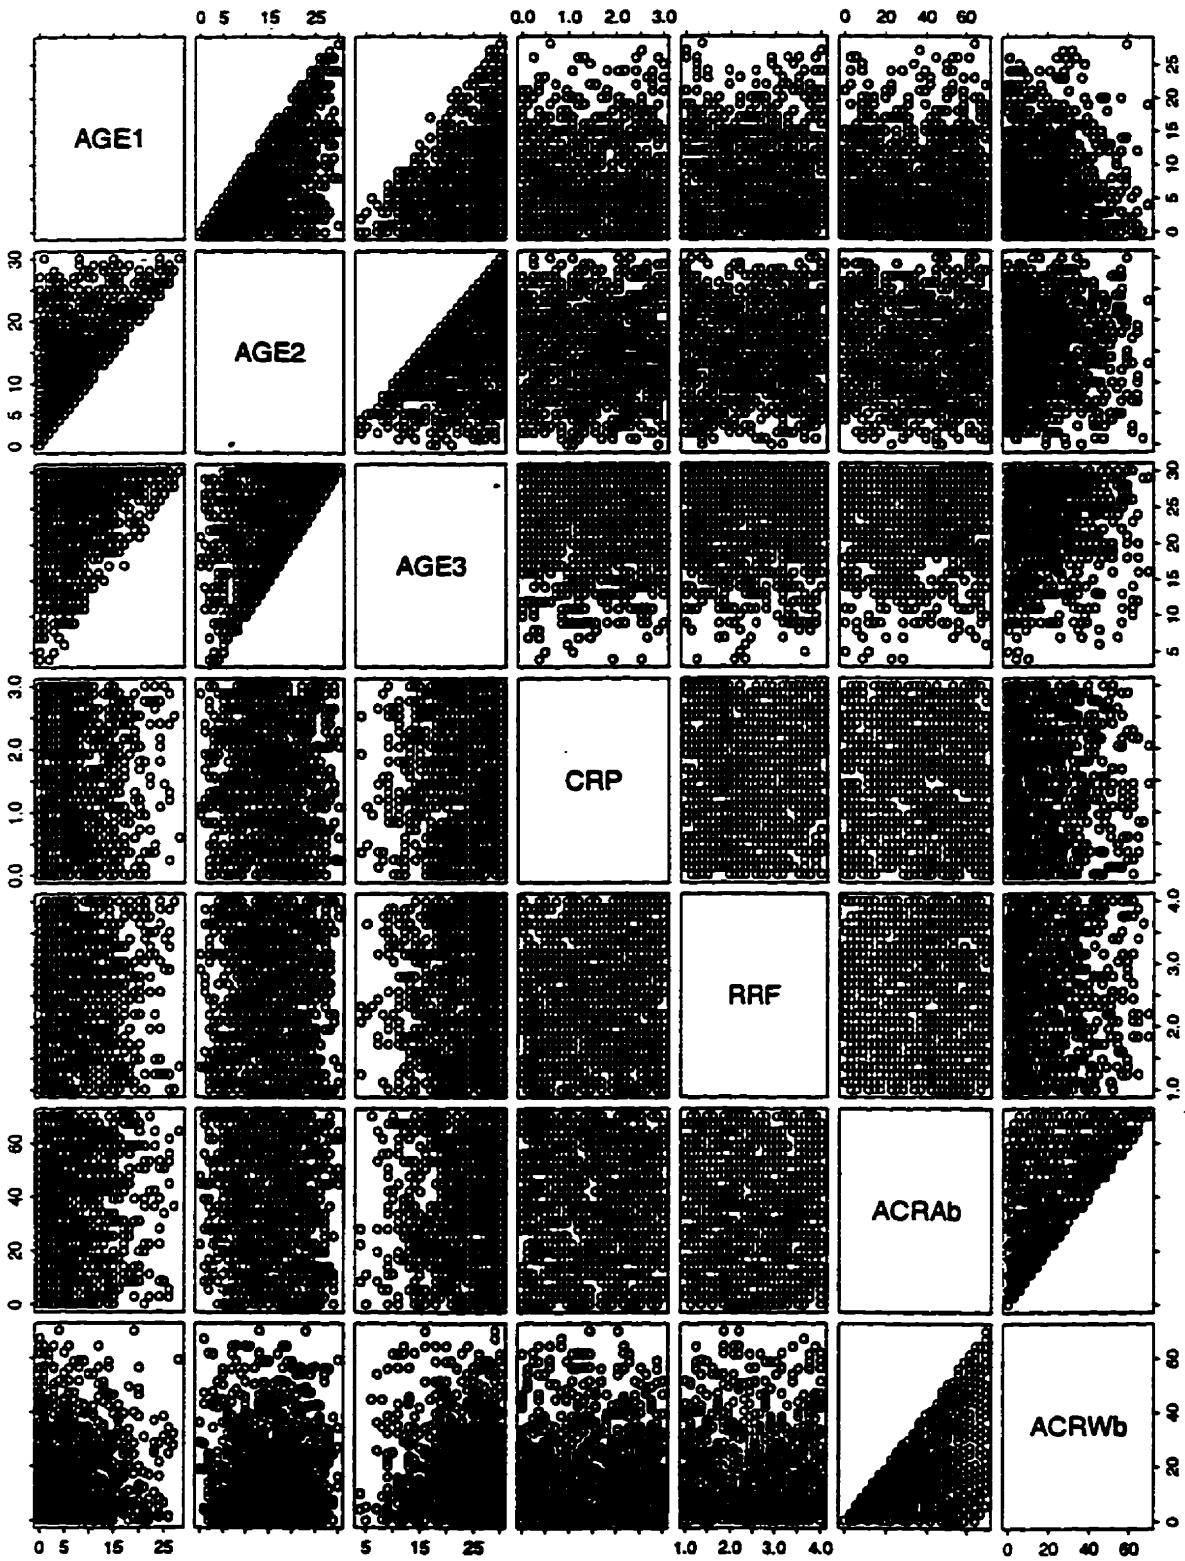 0 5 15 25 0.0 1.0 2.0 3.0 0 20 40 60
AGE1 0 5 10 15 20 25
0 5 10 20 30 AGE2
AGE3 5 10 15 20 25 30
0.0 1.0 2.0 3.0 CRP
RRF 1.0 2.0 3.0 4.0
0 20 40 60 ACRAb
ACRWb 0 20 40 60
0 5 15 25 5 15 25 1.0 2.0 3.0 4.0 0 20 40 60